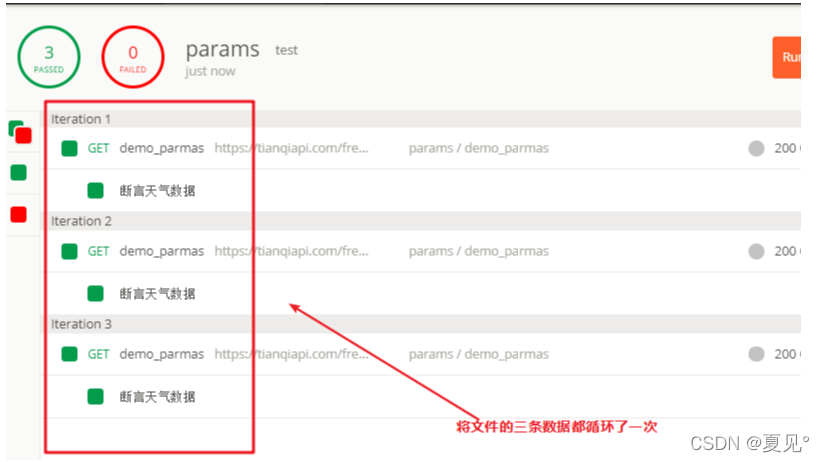 3
PASSED
0
FAILED
params test
just now
Run
Iteration 1
GET demo_parmas https://tianqiapi.com/fre... params / demo_parmas 200
断言天气数据
Iteration 2
GET demo_parmas https://tianqiapi.com/fre... params / demo_parmas 200
断言天气数据
Iteration 3
GET demo_parmas https://tianqiapi.com/fre... params / demo_parmas 200
断言天气数据
将文件的三条数据都循环了一次
CSDN @夏见°